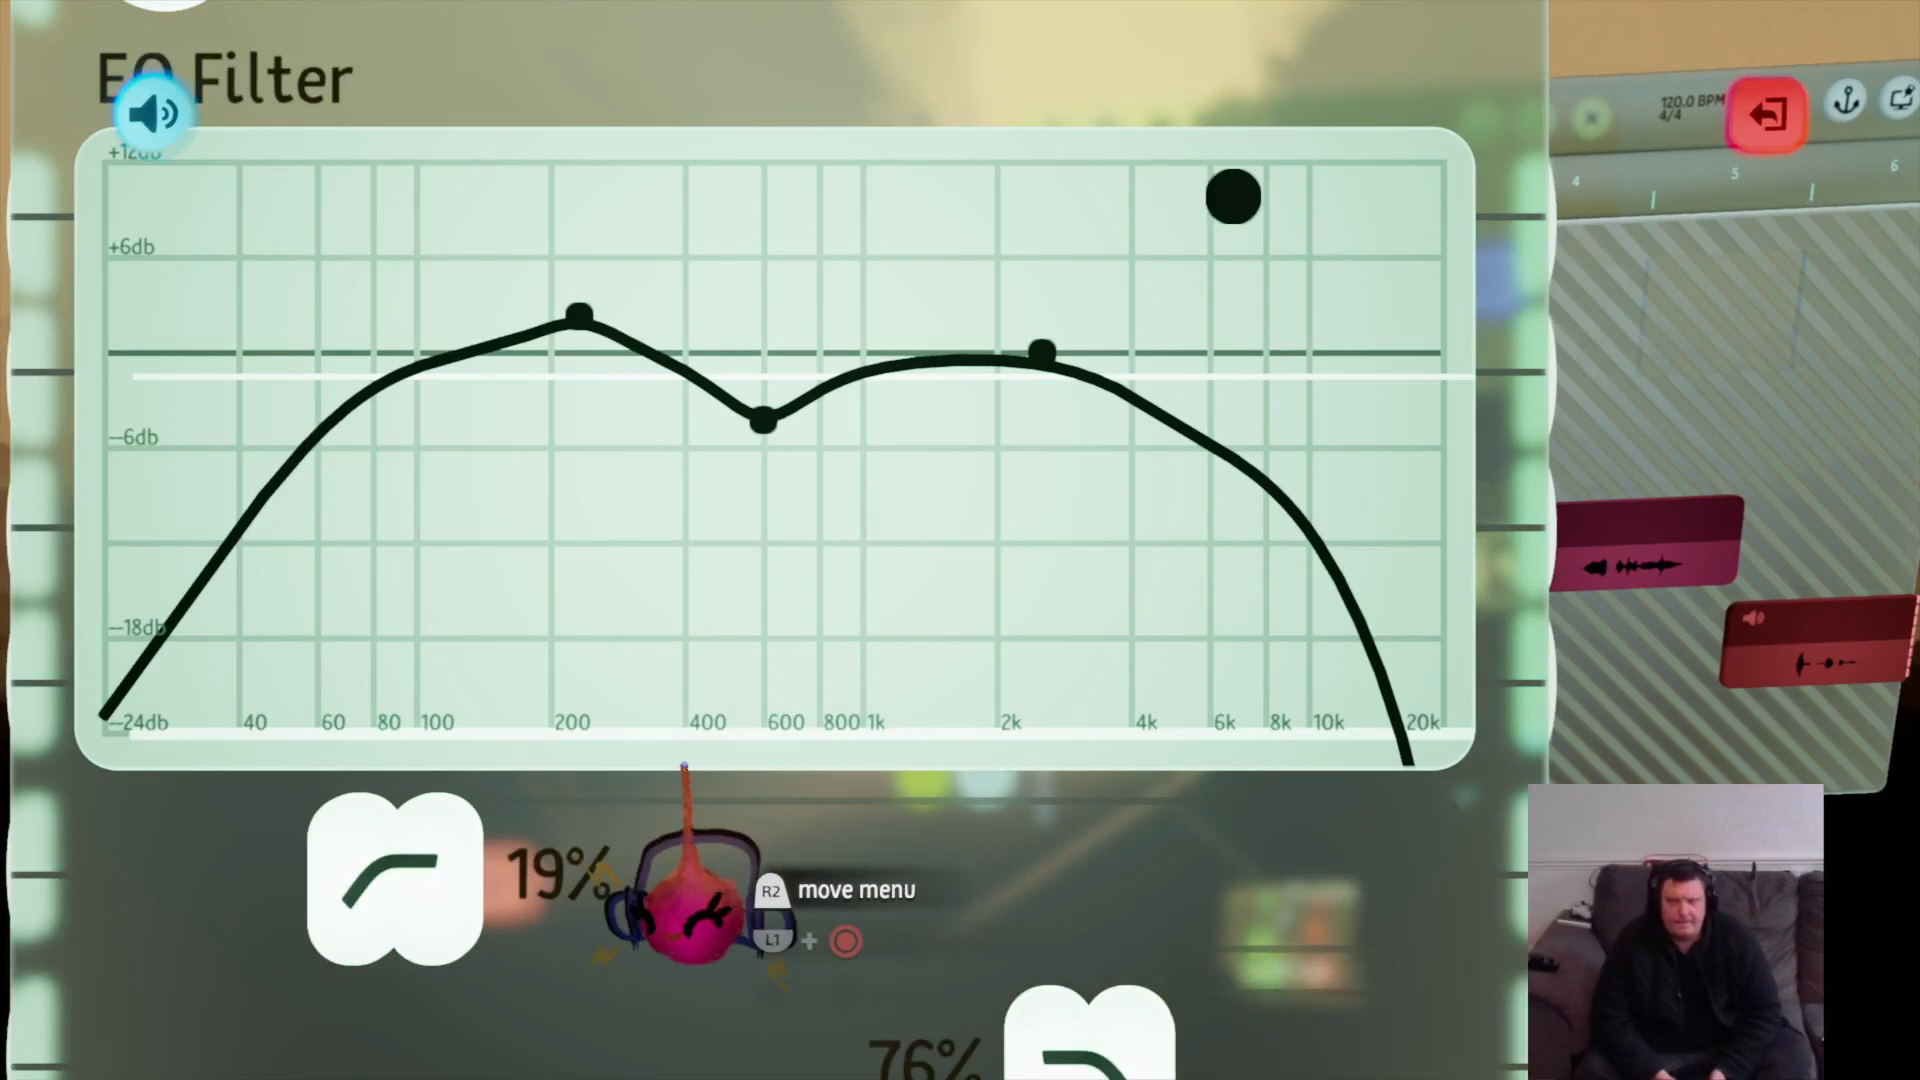 EQ Filter
120.0 BPM
4/4
4 5 6
+12db
+6db
−6db
−18db
−24db 40 60 80 100 200 400 600 800 1k 2k 4k 6k 8k 10k 20k
19%
R2 move menu
L1 +
76%